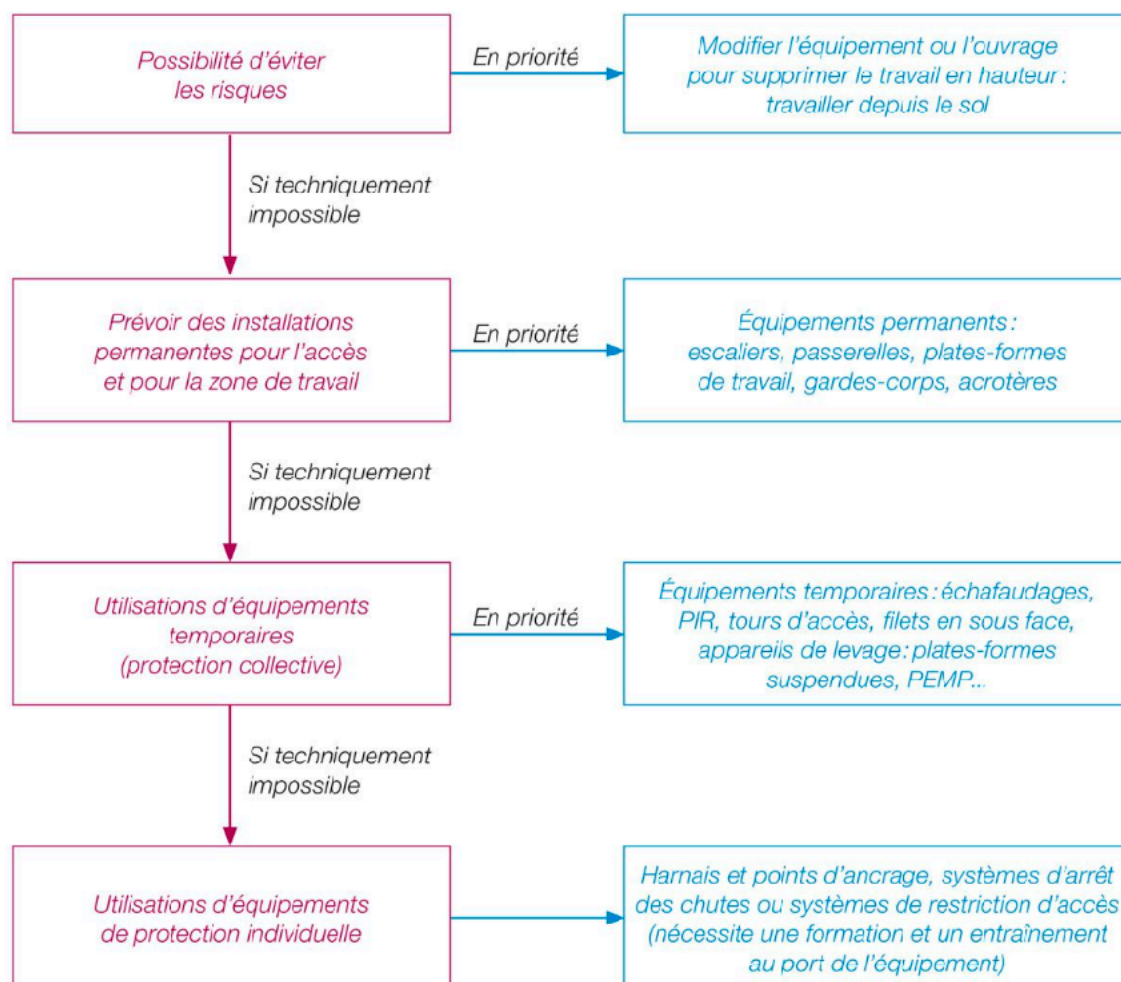 Possibilité d'éviter
les risques
En priorité
Modifier l'équipement ou l'ouvrage
pour supprimer le travail en hauteur :
travailler depuis le sol
Si techniquement
impossible
Prévoir des installations
permanentes pour l'accès
et pour la zone de travail
En priorité
Équipements permanents :
escaliers, passerelles, plates-formes
de travail, gardes-corps, acrotères
Si techniquement
impossible
Utilisations d'équipements
temporaires
(protection collective)
En priorité
Équipements temporaires : échafaudages,
PIR, tours d'accès, filets en sous face,
appareils de levage : plates-formes
suspendues, PEMP...
Si techniquement
impossible
Utilisations d'équipements
de protection individuelle
Harnais et points d'ancrage, systèmes d'arrêt
des chutes ou systèmes de restriction d'accès
(nécessite une formation et un entraînement
au port de l'équipement)